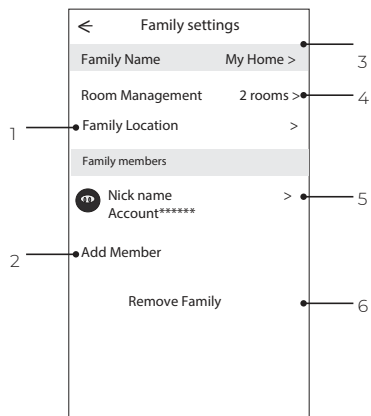 ← Family settings
Family Name My Home >
3
Room Management 2 rooms >
4
1
Family Location >
Family members
Nick name >
Account******
5
2
Add Member
Remove Family
6